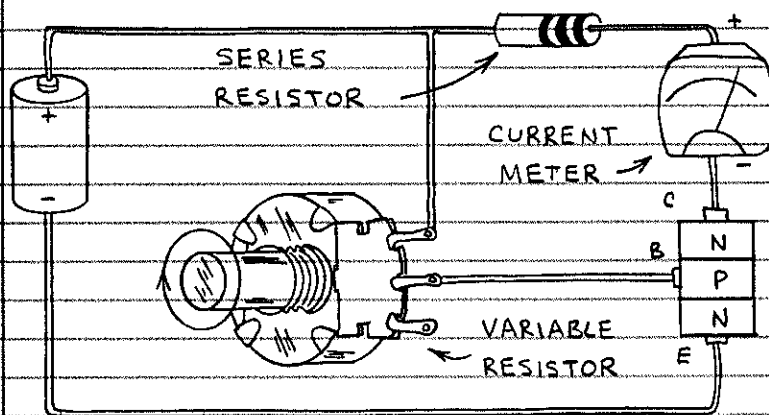 +
SERIES
RESISTOR
+
-
CURRENT
METER
-
C
B
N
P
N
E
VARIABLE
RESISTOR